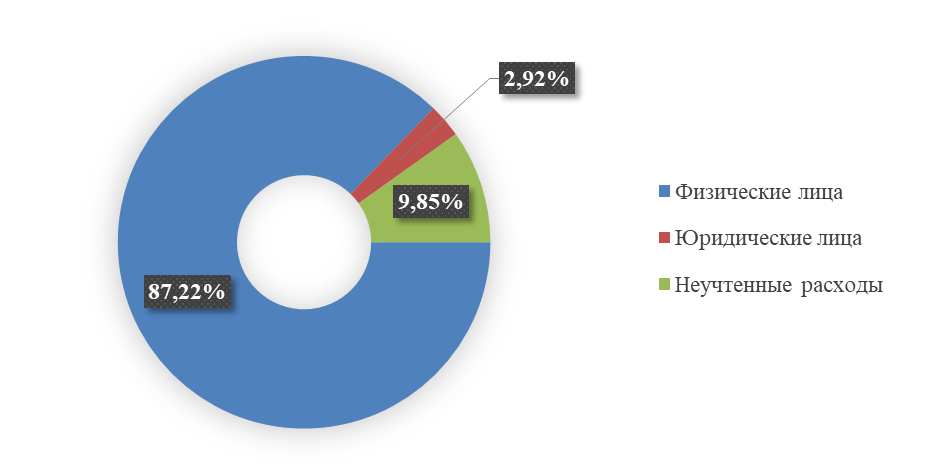 2,92%
Физические лица
9,85%
Юридические лица
87,22%
Неучтенные расходы